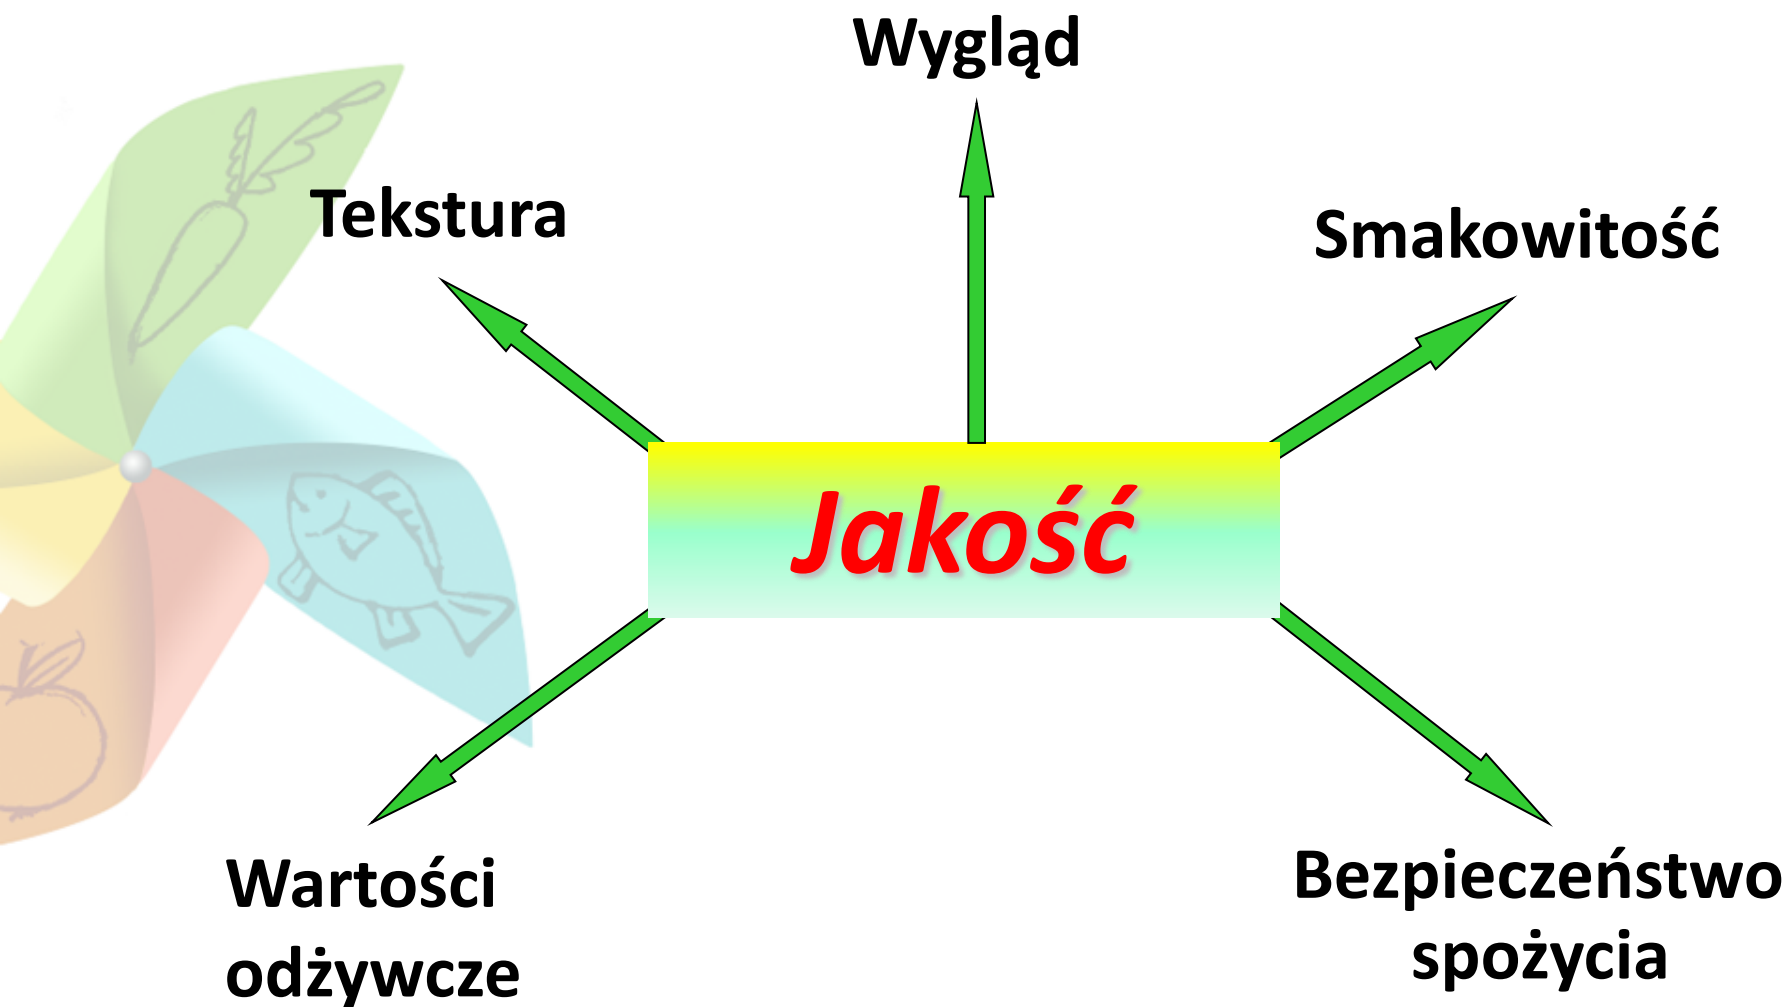 Wygląd
Tekstura
Smakowitość
Jakość
Wartości
odżywcze
Bezpieczeństwo
spożycia